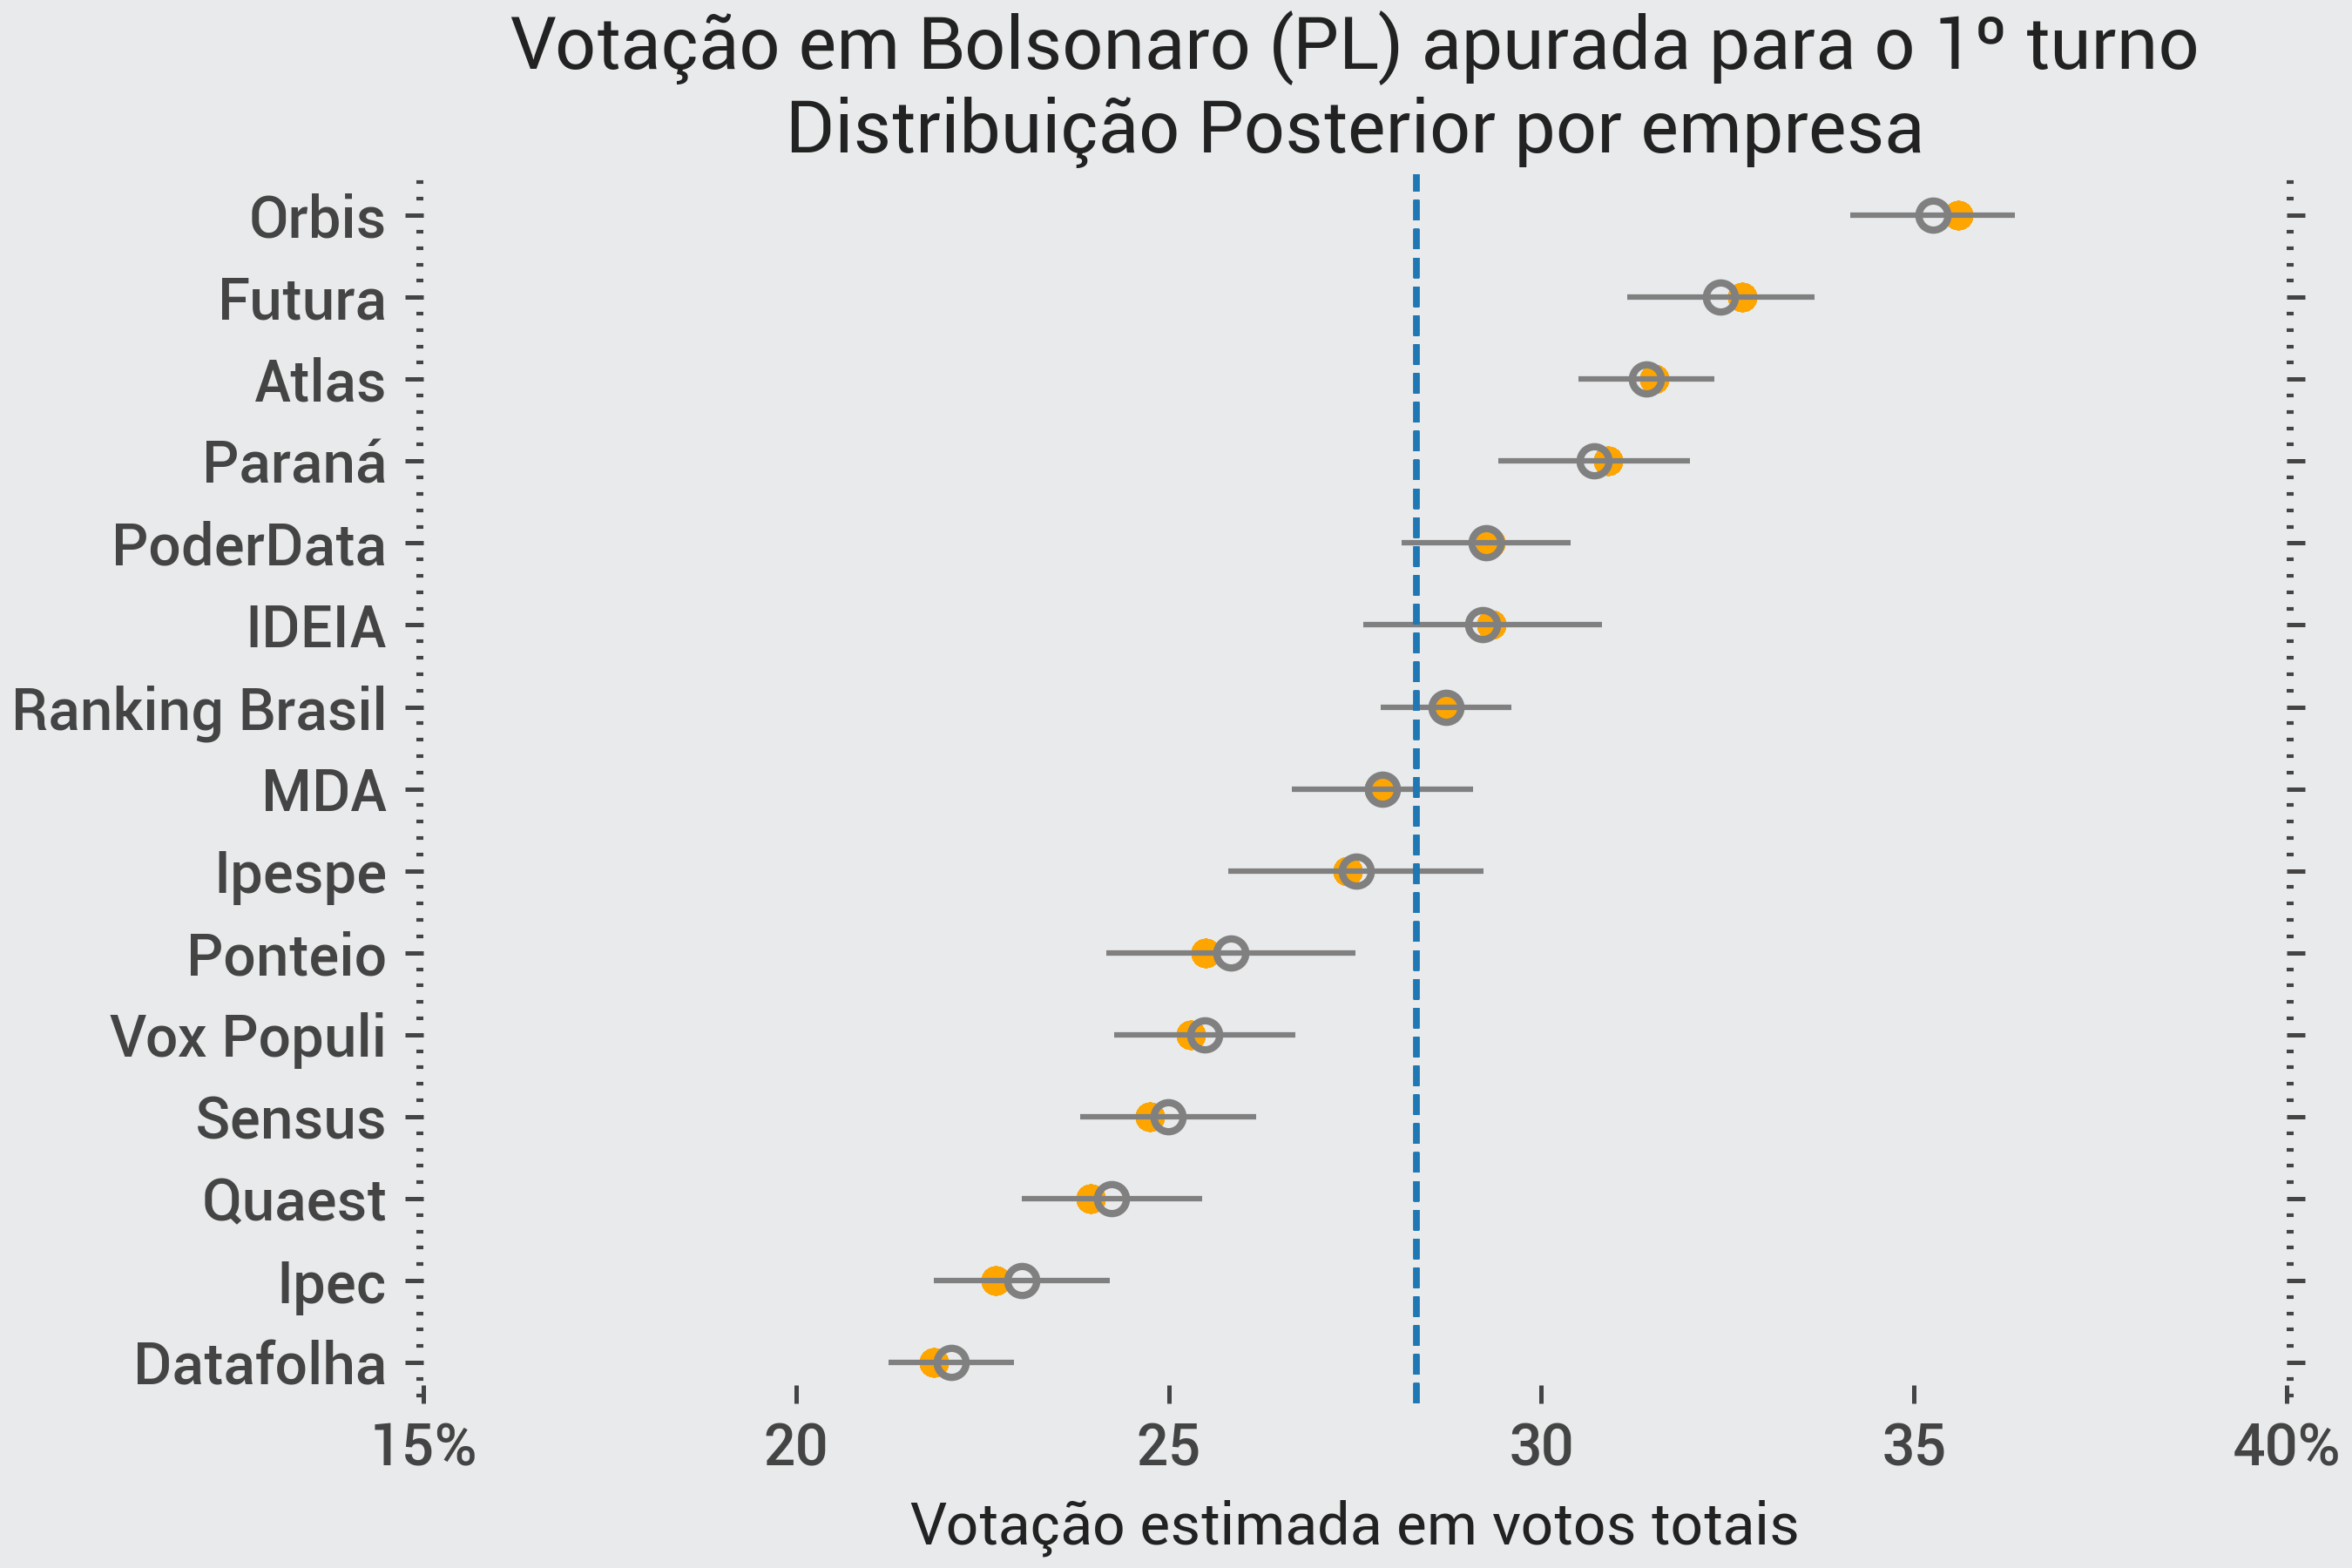 Votação em Bolsonaro (PL) apurada para o 1º turno
Distribuição Posterior por empresa
Orbis
Futura
Atlas
Paraná
PoderData
IDEIA
Ranking Brasil
MDA
Ipespe
Ponteio
Vox Populi
Sensus
Quaest
Ipec
Datafolha
15% 20 25 30 35 40%
Votação estimada em votos totais